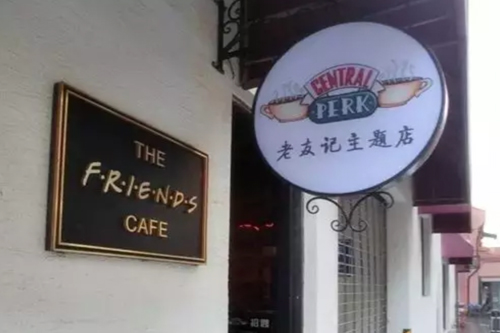 THE
F·R·I·E·N·D·S
CAFE
CENTRAL
PERK
老友记主题店